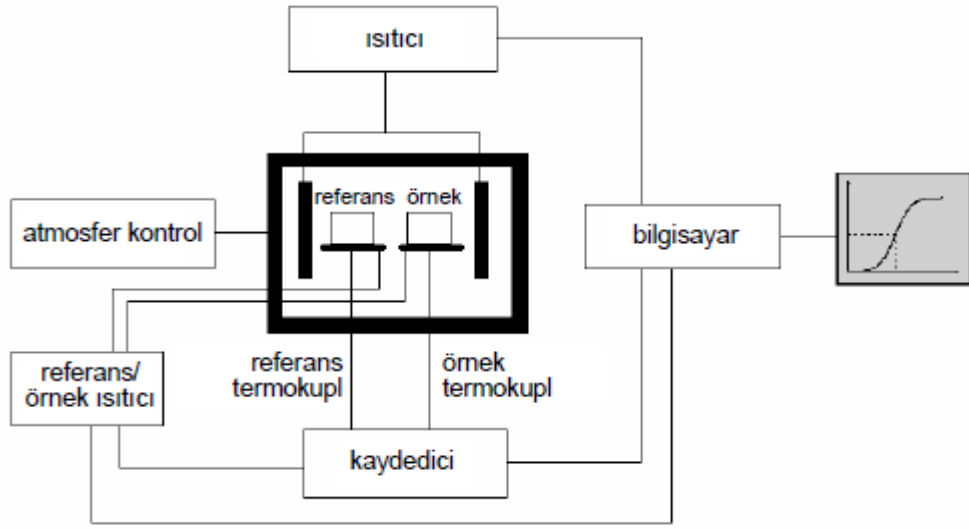 ısıtıcı
referans örnek
atmosfer kontrol
bilgisayar
referans/
örnek ısıtıcı
referans
termokupl
örnek
termokupl
kaydedici